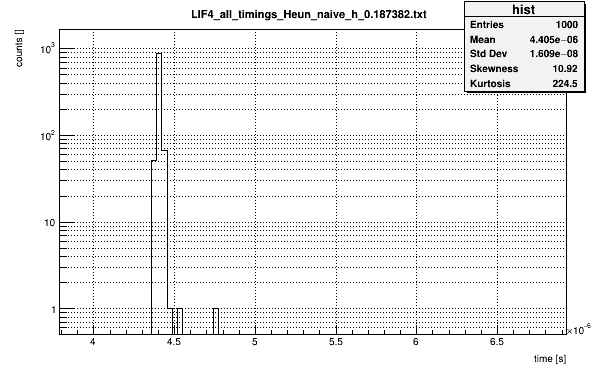 LIF4_all_timings_Heun_naive_h_0.187382.txt
hist
Entries 1000
Mean 4.405e−06
Std Dev 1.609e−08
Skewness 10.92
Kurtosis 224.5
counts []
10³
10²
10
1
4 4.5 5 5.5 6 6.5
×10⁻⁶
time [s]